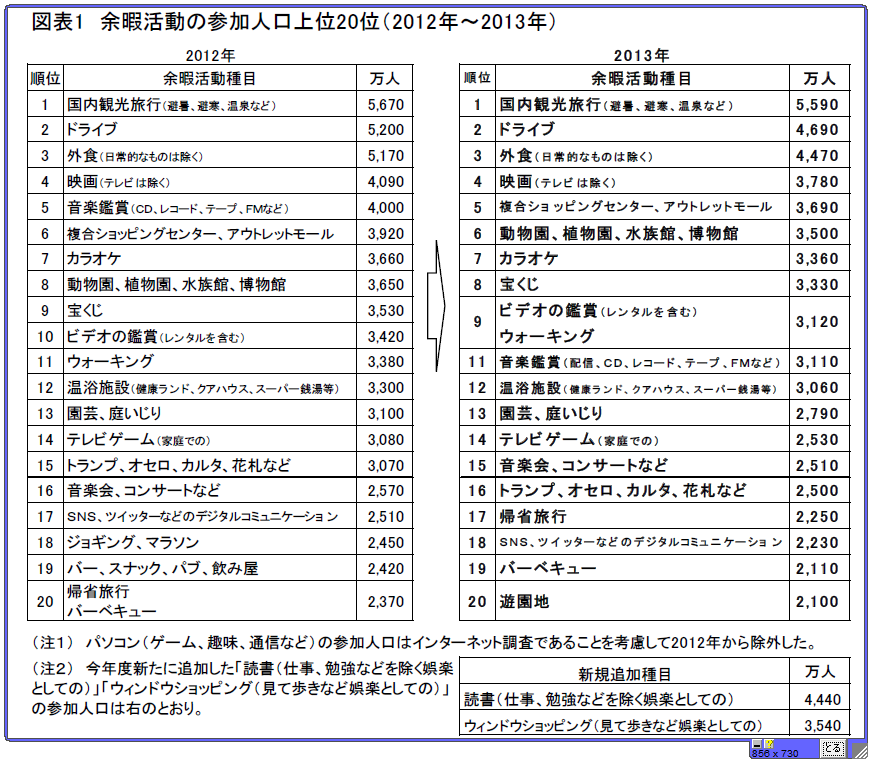 図表1 余暇活動の参加人口上位20位(2012年～2013年)
2012年
順位 余暇活動種目 万人
1 国内観光旅行(避暑、避寒、温泉など) 5,670
2 ドライブ 5,200
3 外食(日常的なものは除く) 5,170
4 映画(テレビは除く) 4,090
5 音楽鑑賞(CD、レコード、テープ、FMなど) 4,000
6 複合ショッピングセンター、アウトレットモール 3,920
7 カラオケ 3,660
8 動物園、植物園、水族館、博物館 3,650
9 宝くじ 3,530
10 ビデオの鑑賞(レンタルを含む) 3,420
11 ウォーキング 3,380
12 温浴施設(健康ランド、クアハウス、スーパー銭湯等) 3,300
13 園芸、庭いじり 3,100
14 テレビゲーム(家庭での) 3,080
15 トランプ、オセロ、カルタ、花札など 3,070
16 音楽会、コンサートなど 2,570
17 SNS、ツイッターなどのデジタルコミュニケーション 2,510
18 ジョギング、マラソン 2,450
19 バー、スナック、パブ、飲み屋 2,420
20 帰省旅行
バーベキュー 2,370
2013年
順位 余暇活動種目 万人
1 国内観光旅行(避暑、避寒、温泉など) 5,590
2 ドライブ 4,690
3 外食(日常的なものは除く) 4,470
4 映画(テレビは除く) 3,780
5 複合ショッピングセンター、アウトレットモール 3,690
6 動物園、植物園、水族館、博物館 3,500
7 カラオケ 3,360
8 宝くじ 3,330
9 ビデオの鑑賞(レンタルを含む)
ウォーキング 3,120
11 音楽鑑賞(配信、CD、レコード、テープ、FMなど) 3,110
12 温浴施設(健康ランド、クアハウス、スーパー銭湯等) 3,060
13 園芸、庭いじり 2,790
14 テレビゲーム(家庭での) 2,530
15 音楽会、コンサートなど 2,510
16 トランプ、オセロ、カルタ、花札など 2,500
17 帰省旅行 2,250
18 SNS、ツイッターなどのデジタルコミュニケーション 2,230
19 バーベキュー 2,110
20 遊園地 2,100
(注1) パソコン(ゲーム、趣味、通信など)の参加人口はインターネット調査であることを考慮して2012年から除外した。
(注2) 今年度新たに追加した「読書(仕事、勉強などを除く娯楽
としての)」「ウィンドウショッピング(見て歩きなど娯楽としての)」
の参加人口は右のとおり。
新規追加種目 万人
読書(仕事、勉強などを除く娯楽としての) 4,440
ウィンドウショッピング(見て歩きなど娯楽としての) 3,540
856 x 730
とる